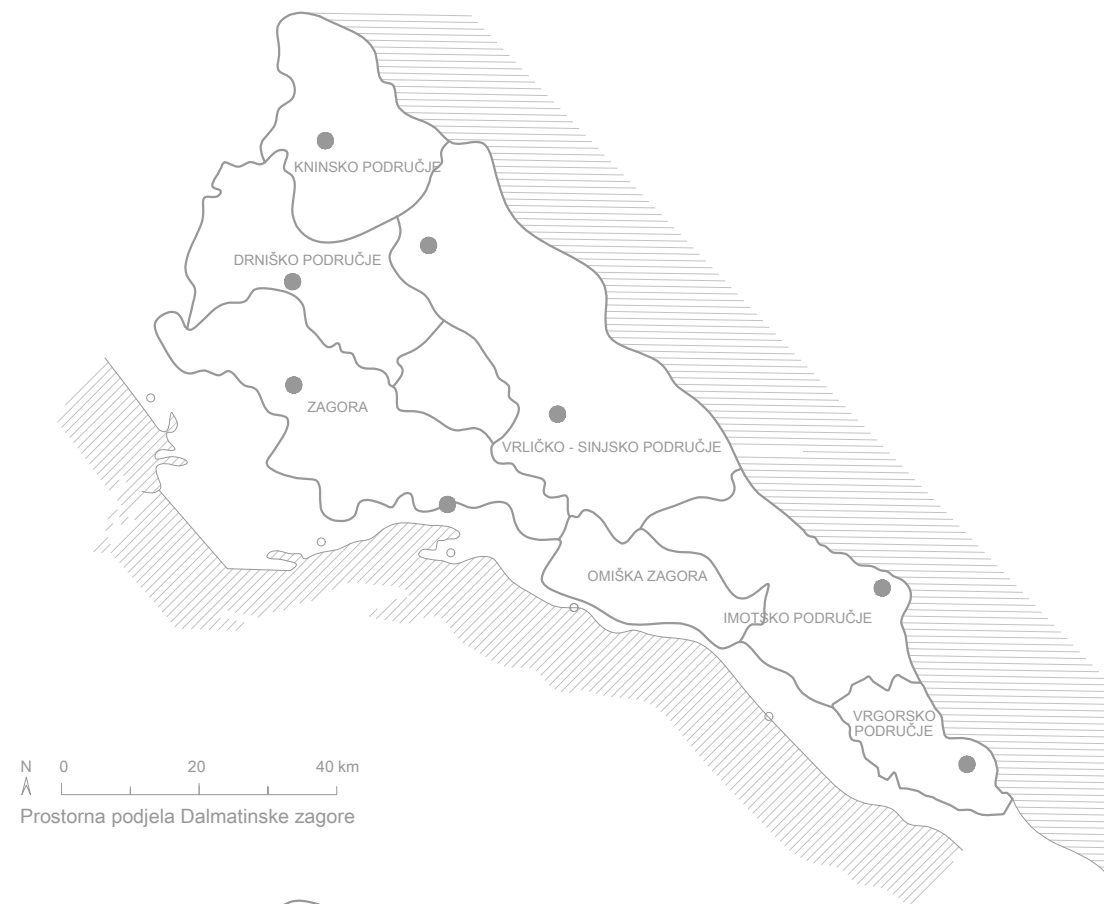 KNINSKO PODRUČJE
DRNIŠKO PODRUČJE
ZAGORA
VRLIČKO - SINJSKO PODRUČJE
OMIŠKA ZAGORA
IMOTSKO PODRUČJE
VRGORSKO
PODRUČJE
N 0 20 40 km
Prostorna podjela Dalmatinske zagore